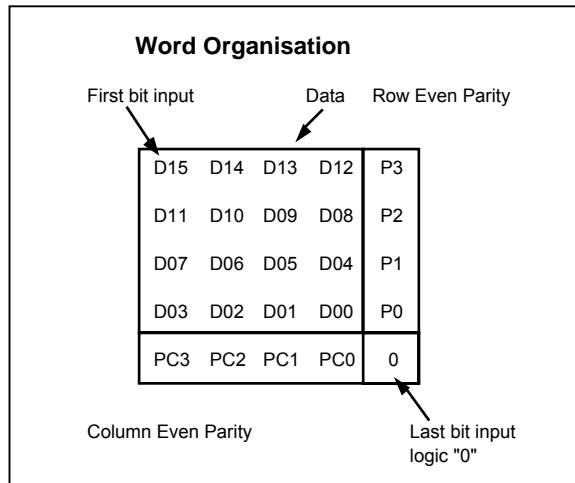 Word Organisation
First bit input Data Row Even Parity
D15 D14 D13 D12 P3
D11 D10 D09 D08 P2
D07 D06 D05 D04 P1
D03 D02 D01 D00 P0
PC3 PC2 PC1 PC0 0
Column Even Parity Last bit input
logic "0"